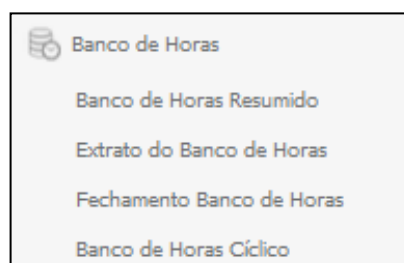 Banco de Horas
Banco de Horas Resumido
Extrato do Banco de Horas
Fechamento Banco de Horas
Banco de Horas Cíclico